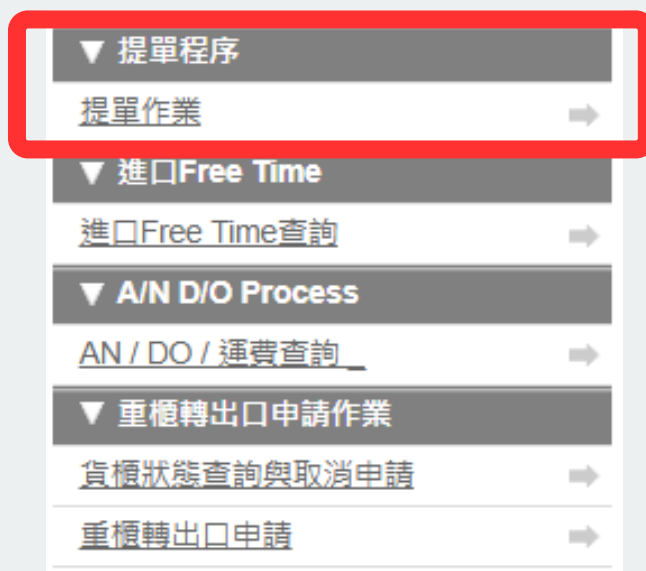 ▼ 提單程序
提單作業
▼ 進口Free Time
進口Free Time查詢
▼ A/N D/O Process
AN / DO / 運費查詢 _
▼ 重櫃轉出口申請作業
貨櫃狀態查詢與取消申請
重櫃轉出口申請